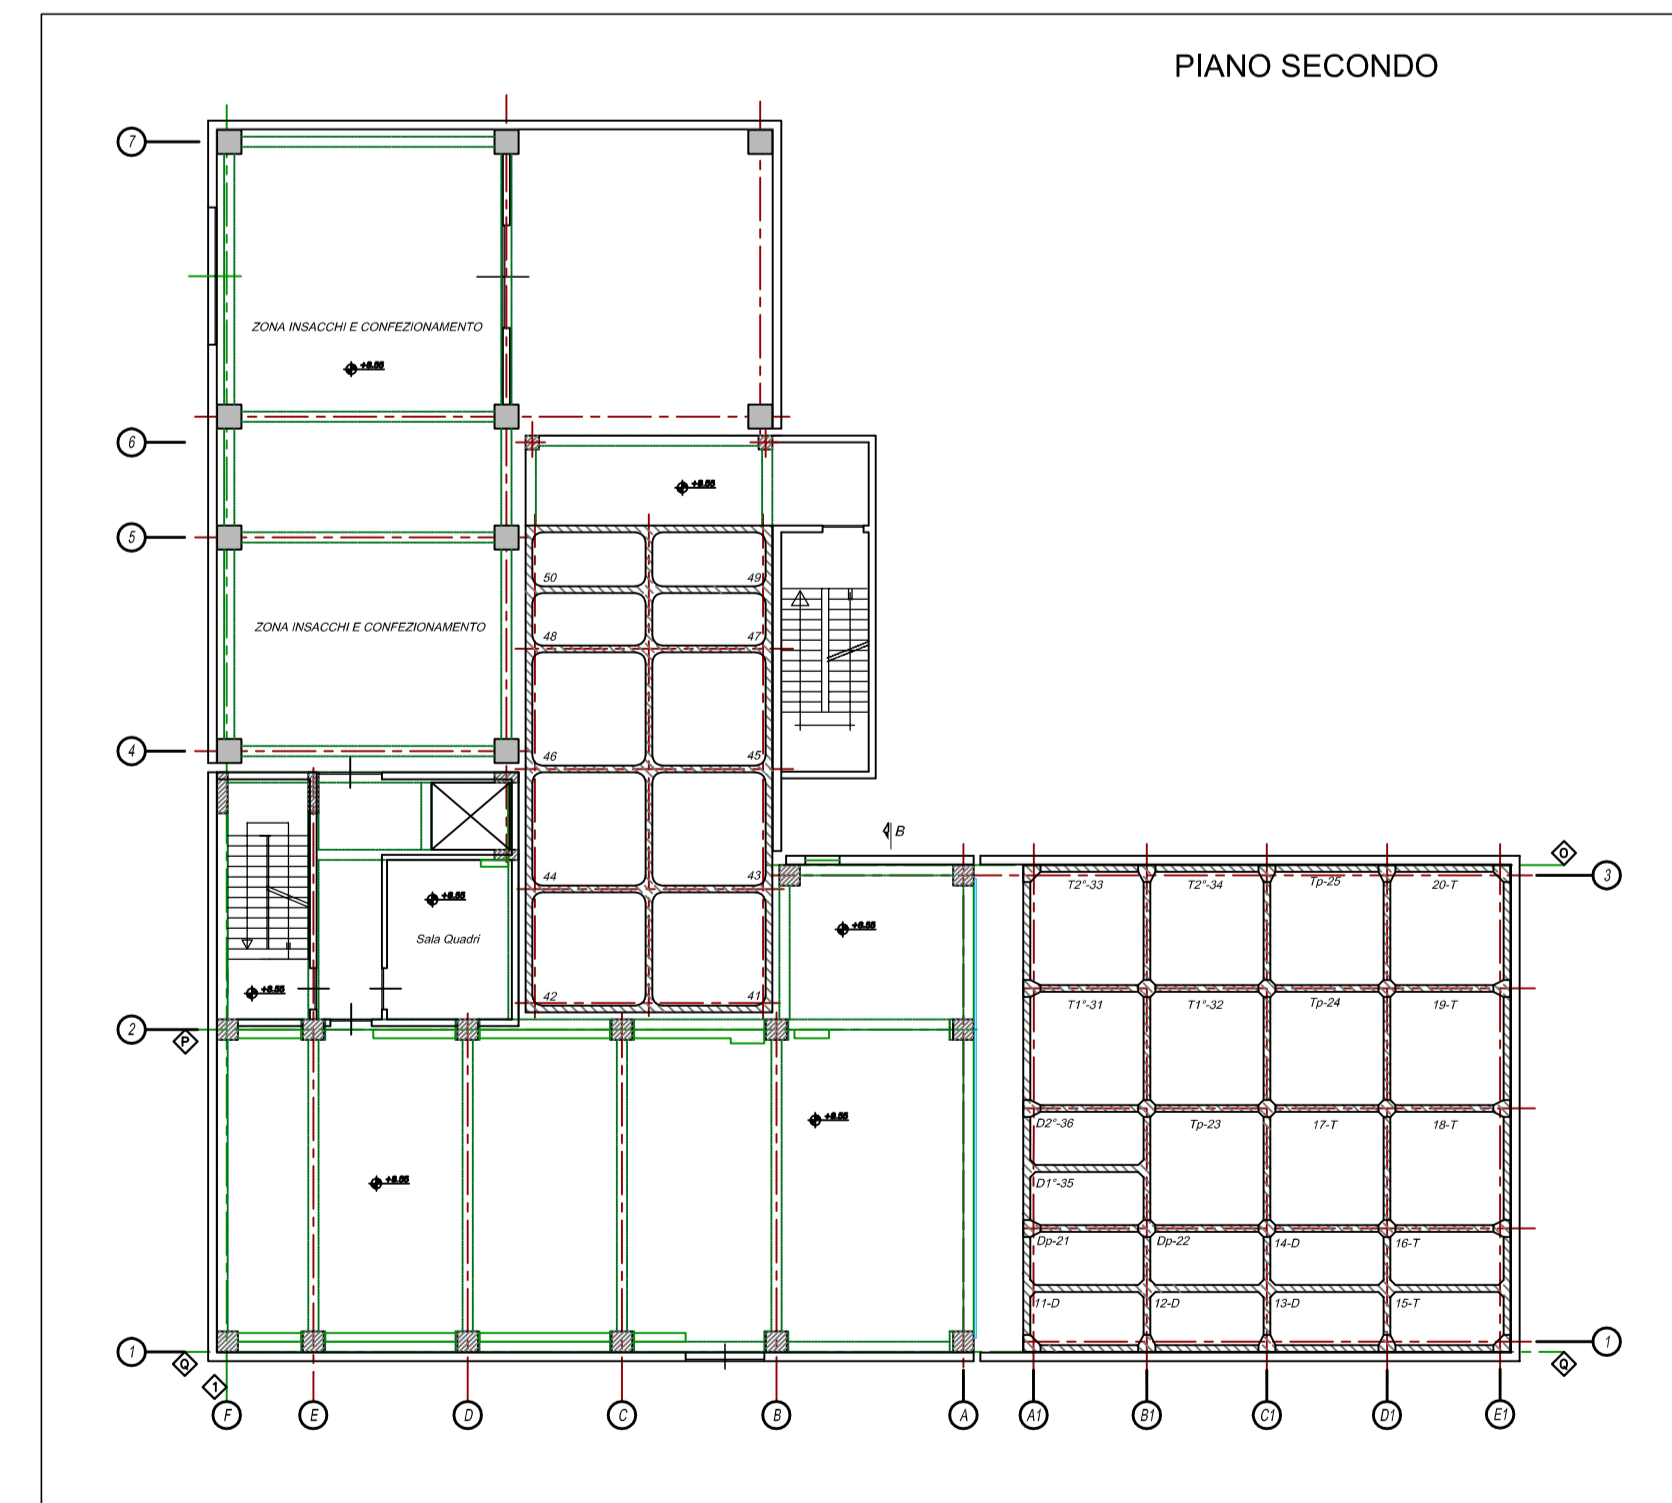 PIANO SECONDO
7
ZONA INSACCHI E CONFEZIONAMENTO
6
5
50
49
48
47
ZONA INSACCHI E CONFEZIONAMENTO
4
46
45
B
44
43
O
3
T2°-33
T2°-34
Tp-25
20-T
Sala Quadri
42
41
T1°-31
T1°-32
Tp-24
19-T
2
P
D2°-36
Tp-23
17-T
18-T
D1°-35
Dp-21
Dp-22
14-D
16-T
11-D
12-D
13-D
15-T
1
1
Q
Q
1
F
E
D
C
B
A
A1
B1
C1
D1
E1